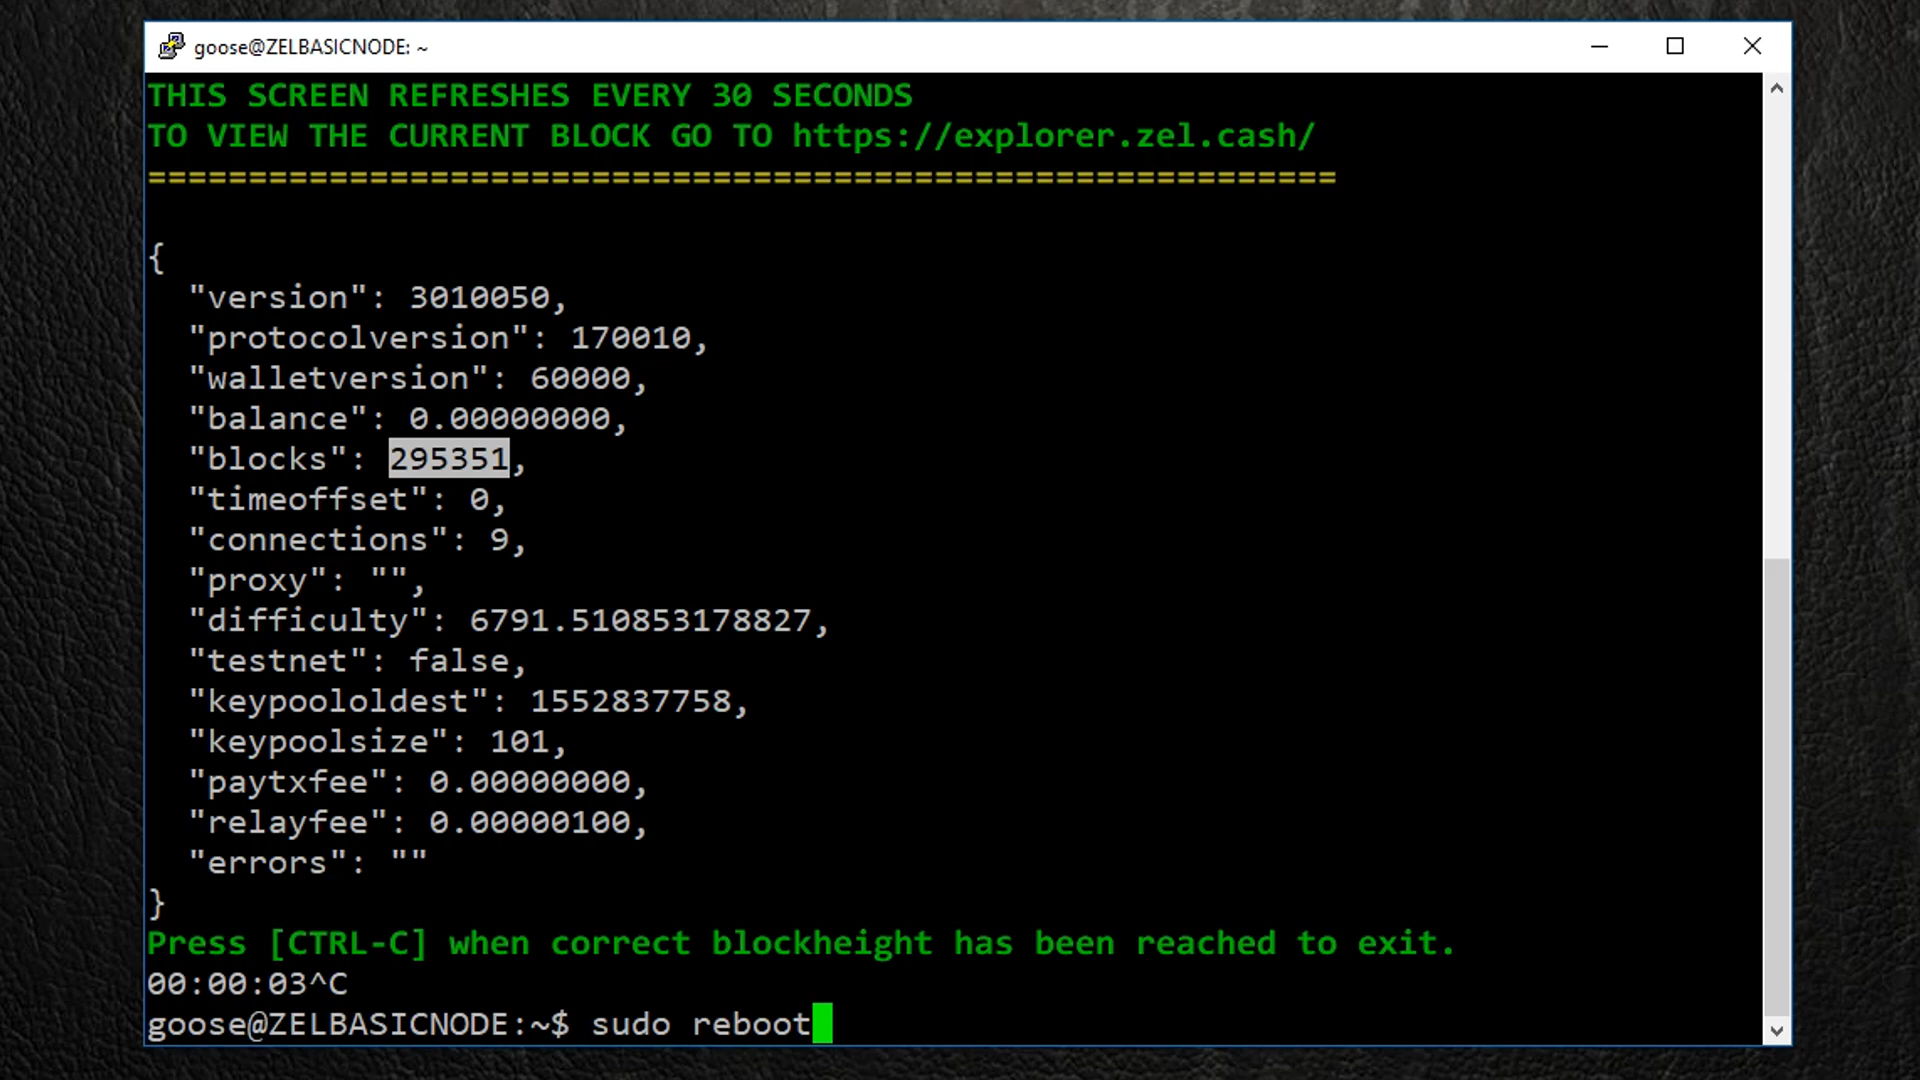 goose@ZELBASICNODE: ~
THIS SCREEN REFRESHES EVERY 30 SECONDS
TO VIEW THE CURRENT BLOCK GO TO https://explorer.zel.cash/
===========================================================
{
  "version": 3010050,
  "protocolversion": 170010,
  "walletversion": 60000,
  "balance": 0.00000000,
  "blocks": 295351,
  "timeoffset": 0,
  "connections": 9,
  "proxy": "",
  "difficulty": 6791.510853178827,
  "testnet": false,
  "keypoololdest": 1552837758,
  "keypoolsize": 101,
  "paytxfee": 0.00000000,
  "relayfee": 0.00000100,
  "errors": ""
}
Press [CTRL-C] when correct blockheight has been reached to exit.
00:00:03^C
goose@ZELBASICNODE:~$ sudo reboot